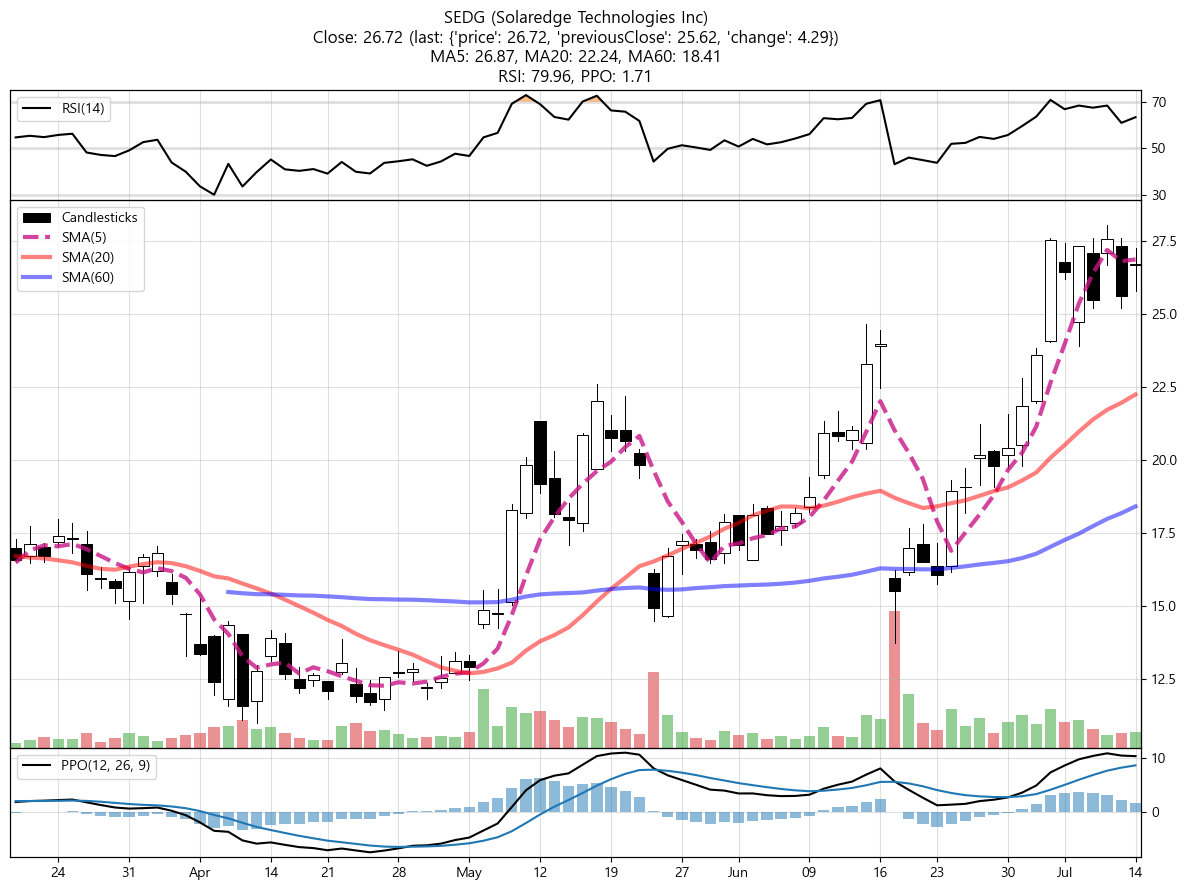 SEDG (Solaredge Technologies Inc)
Close: 26.72 (last: {'price': 26.72, 'previousClose': 25.62, 'change': 4.29})
MA5: 26.87, MA20: 22.24, MA60: 18.41
RSI: 79.96, PPO: 1.71
RSI(14)
70
50
30
Candlesticks
SMA(5)
SMA(20)
SMA(60)
27.5
25.0
22.5
20.0
17.5
15.0
12.5
PPO(12, 26, 9)
10
0
24 31 Apr 14 21 28 May 12 19 27 Jun 09 16 23 30 Jul 14